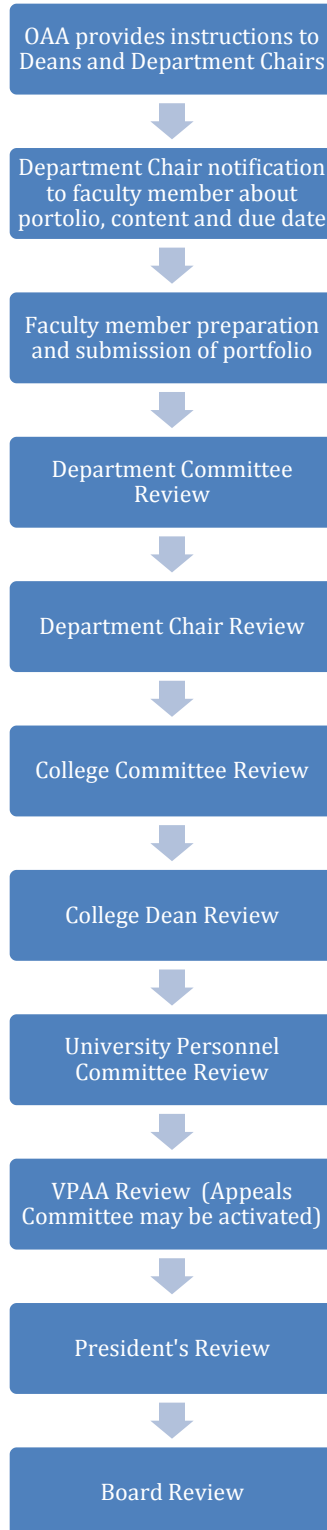 OAA provides instructions to
Deans and Department Chairs
Department Chair notification
to faculty member about
portolio, content and due date
Faculty member preparation
and submission of portfolio
Department Committee
Review
Department Chair Review
College Committee Review
College Dean Review
University Personnel
Committee Review
VPAA Review  (Appeals
Committee may be activated)
President's Review
Board Review